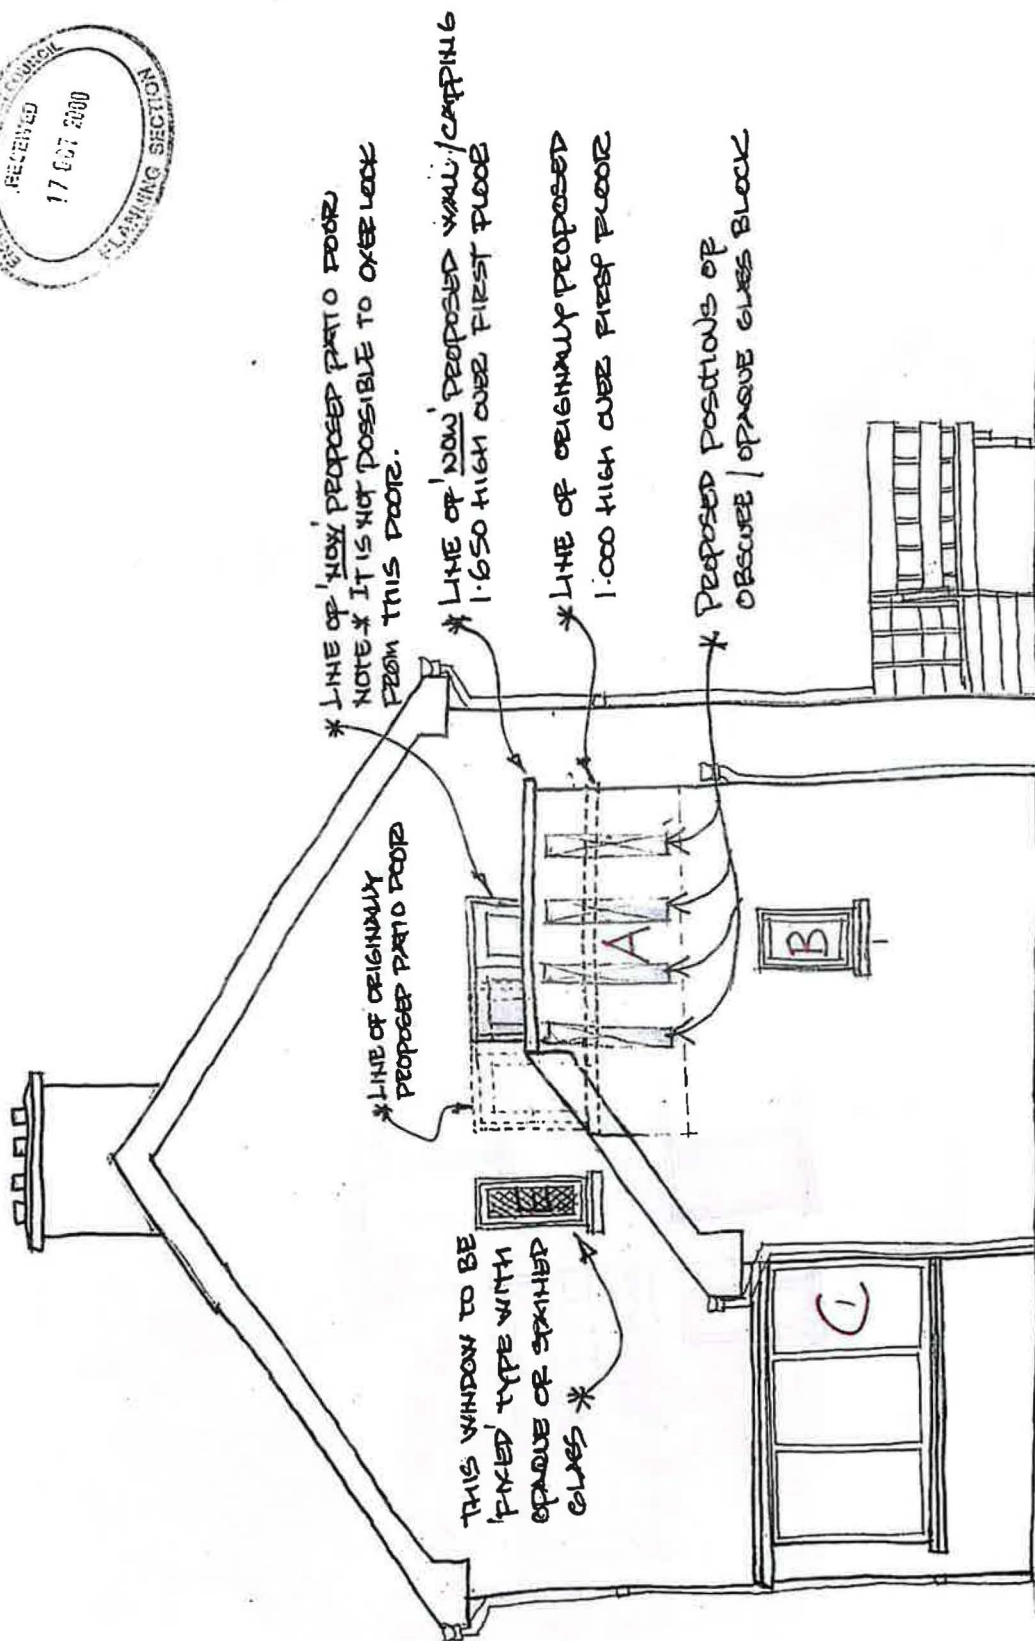 COUNCIL
RECEIVED
17 OCT 2000
PLANNING SECTION
* LINE OF 'NOW' PROPOSED PATIO DOOR
NOTE * IT IS NOT POSSIBLE TO OVERLOOK
FROM THIS DOOR.
* LINE OF 'NOW' PROPOSED WALL/CAPPING
1.650 HIGH OVER FIRST FLOOR
* LINE OF ORIGINALLY PROPOSED
1.000 HIGH OVER FIRST FLOOR
* PROPOSED POSITIONS OF
OBSCURE / OPAQUE GLASS BLOCK
* LINE OF ORIGINALLY
PROPOSED PATIO DOOR
THIS WINDOW TO BE
'FIXED' TYPE WITH
OPAQUE OR STAINED
GLASS *
A
B
C